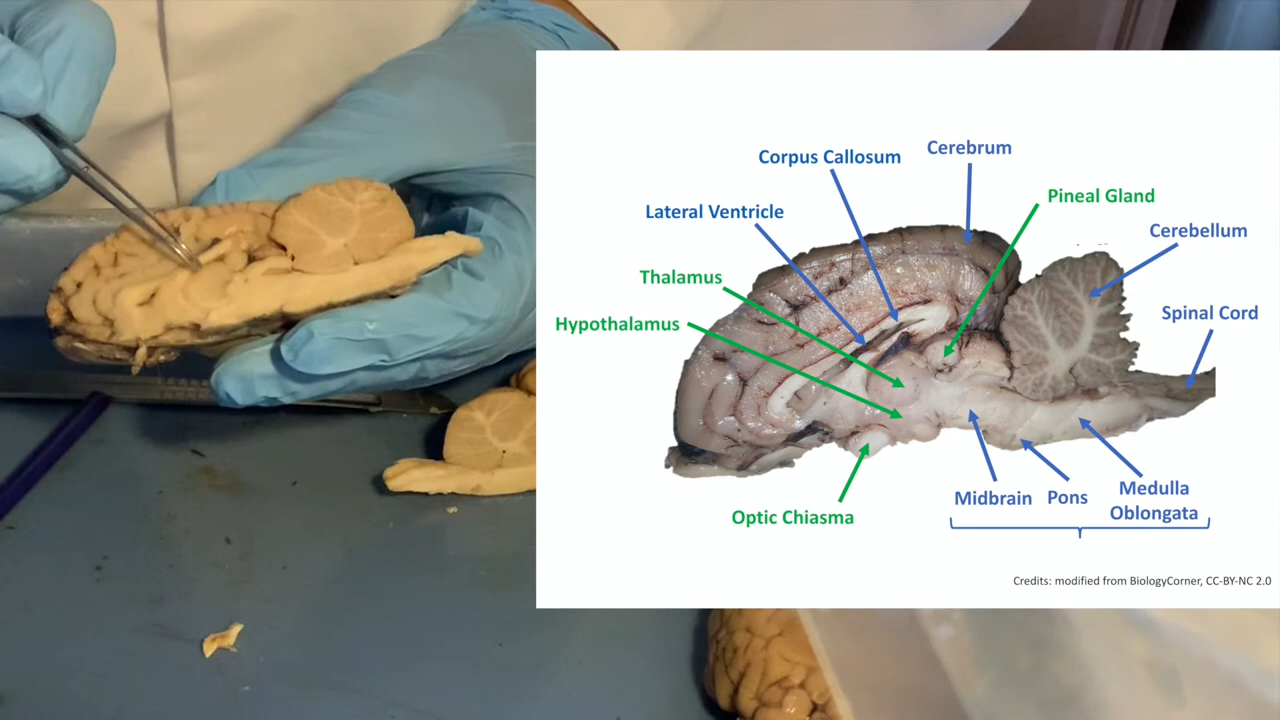 Cerebrum
Corpus Callosum
Pineal Gland
Lateral Ventricle
Cerebellum
Thalamus
Spinal Cord
Hypothalamus
Midbrain
Pons
Medulla
Oblongata
Optic Chiasma
Credits: modified from BiologyCorner, CC-BY-NC 2.0